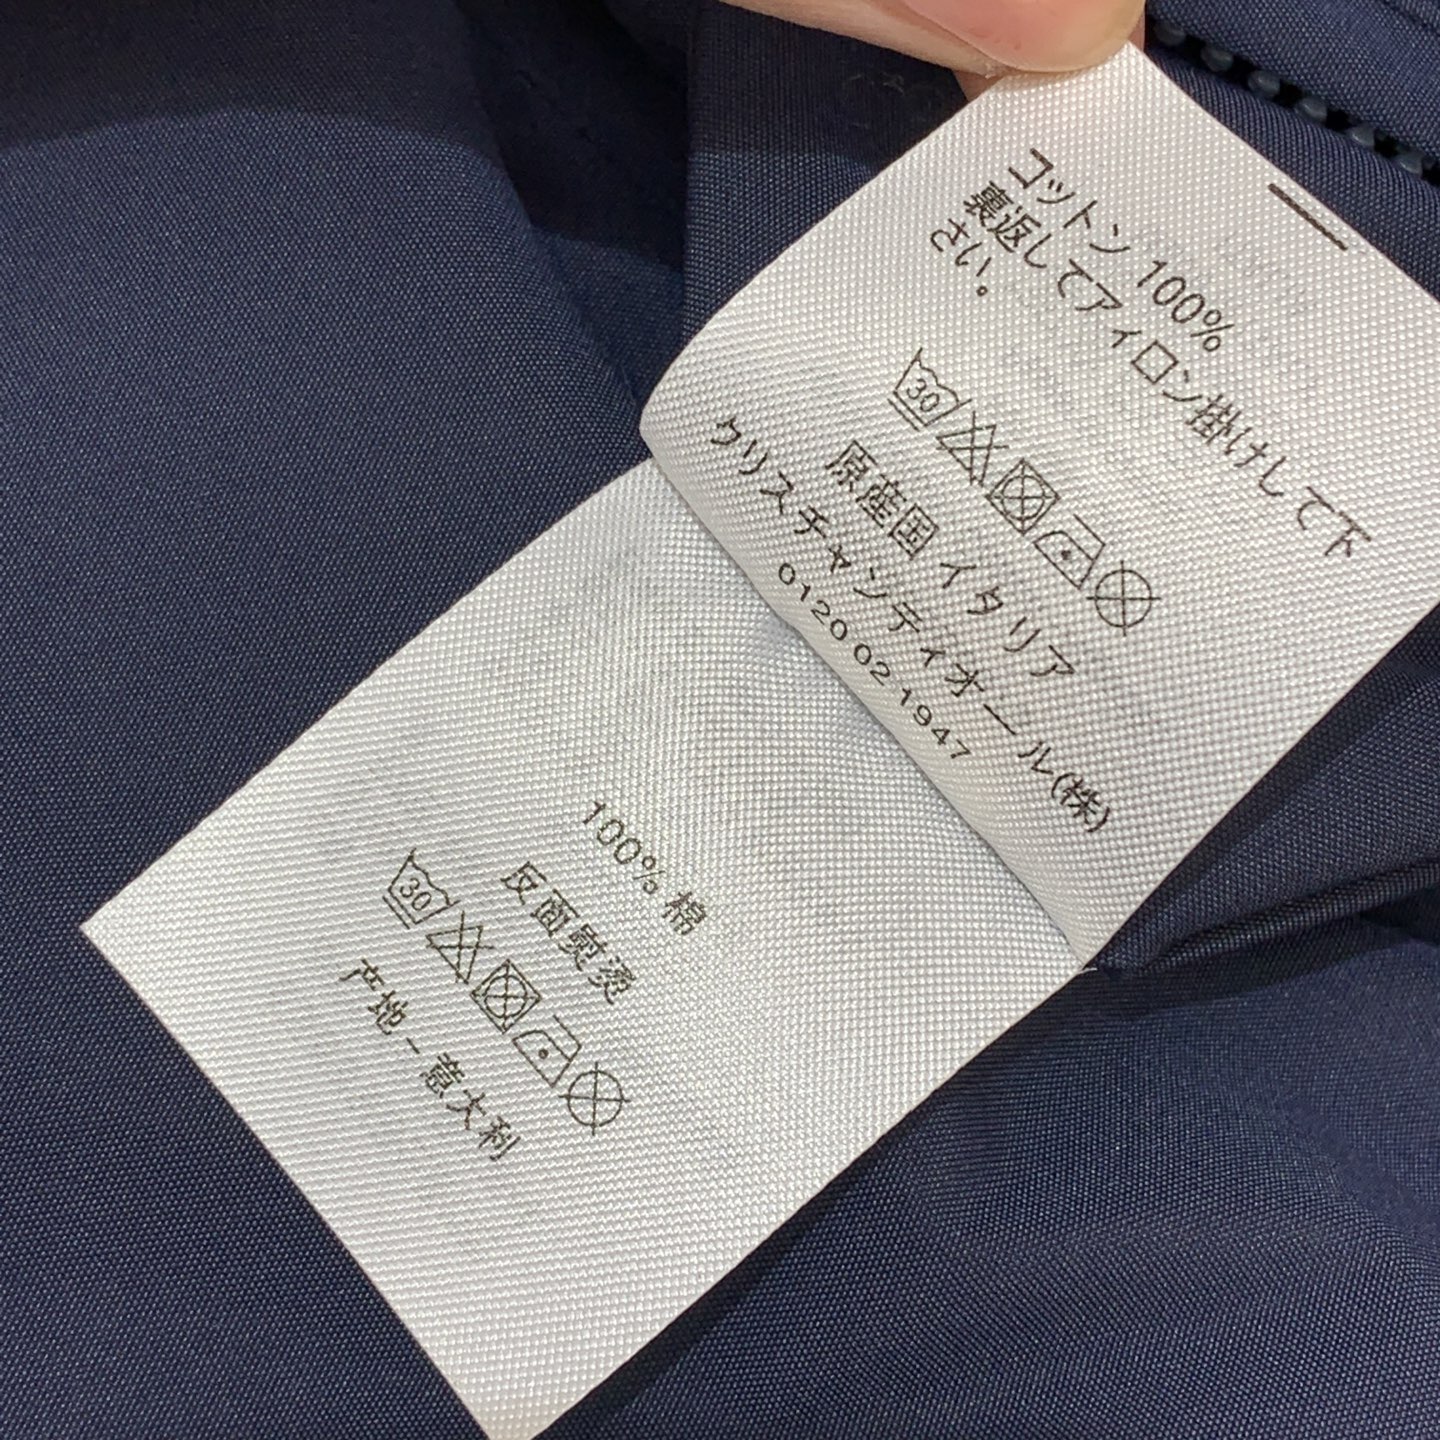 コットン 100%
裏返してアイロン掛けして下
さい。
30
原産国 イタリア
クリスチャンディオール(株)
0120 02 1947
100% 棉
反面熨烫
30
产地 - 意大利